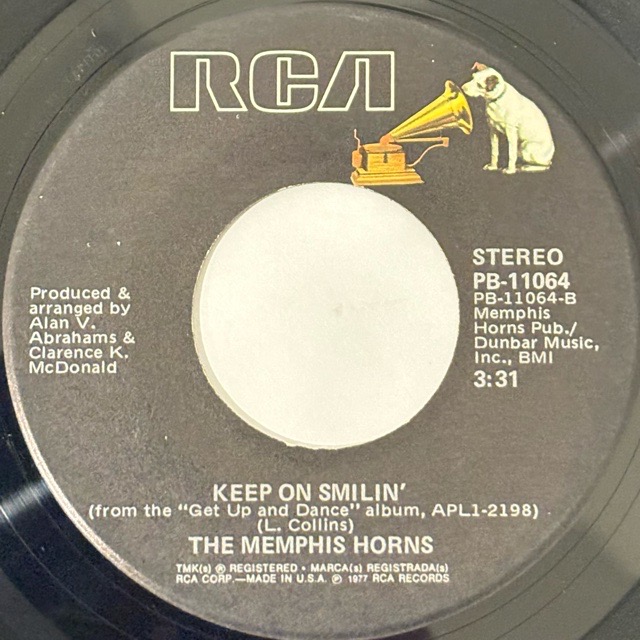 RCA
STEREO
PB-11064
PB-11064-B
Memphis
Horns Pub./
Dunbar Music,
Inc., BMI
3:31
Produced &
arranged by
Alan V.
Abrahams &
Clarence K.
McDonald
KEEP ON SMILIN'
(from the "Get Up and Dance" album, APL1-2198)
(L. Collins)
THE MEMPHIS HORNS
TMK(s) ® REGISTERED • MARCA(s) REGISTRADA(s)
RCA CORP.—MADE IN U.S.A. ℗ 1977 RCA RECORDS